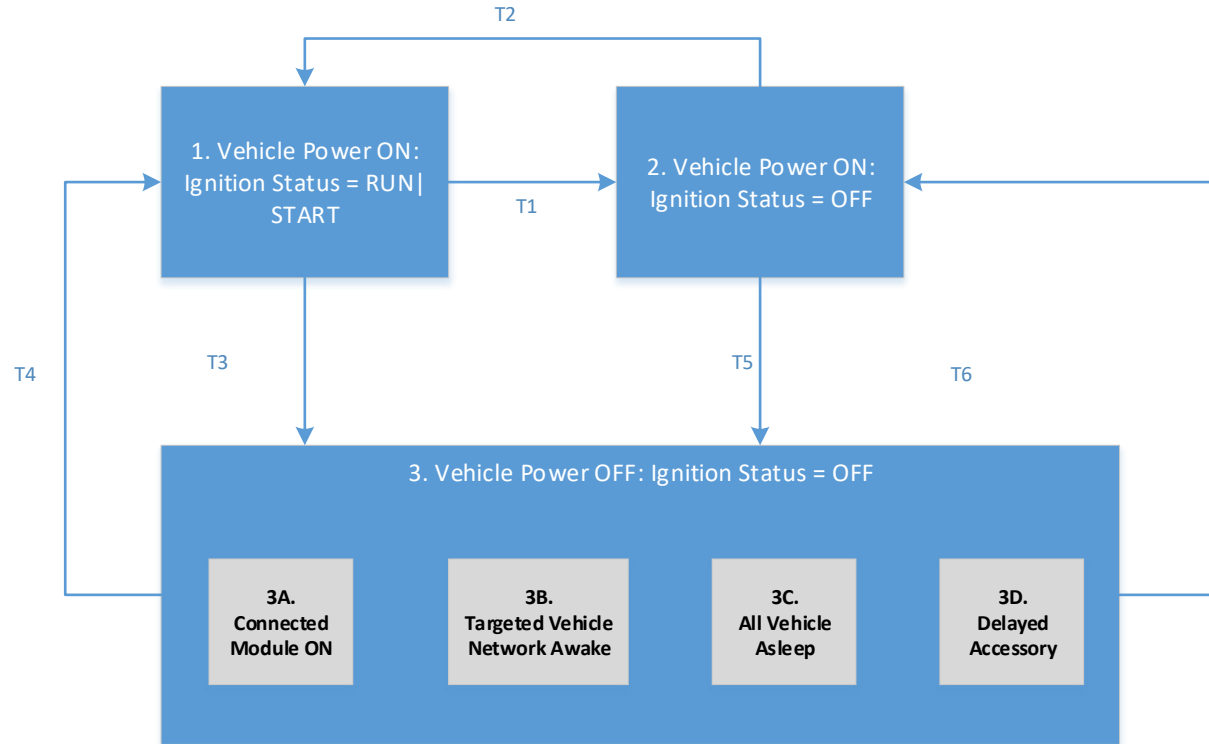 T2
1. Vehicle Power ON:
Ignition Status = RUN|
START
2. Vehicle Power ON:
Ignition Status = OFF
T1
T4
T3
T5
T6
3. Vehicle Power OFF: Ignition Status = OFF
3A.
Connected
Module ON
3B.
Targeted Vehicle
Network Awake
3C.
All Vehicle
Asleep
3D.
Delayed
Accessory